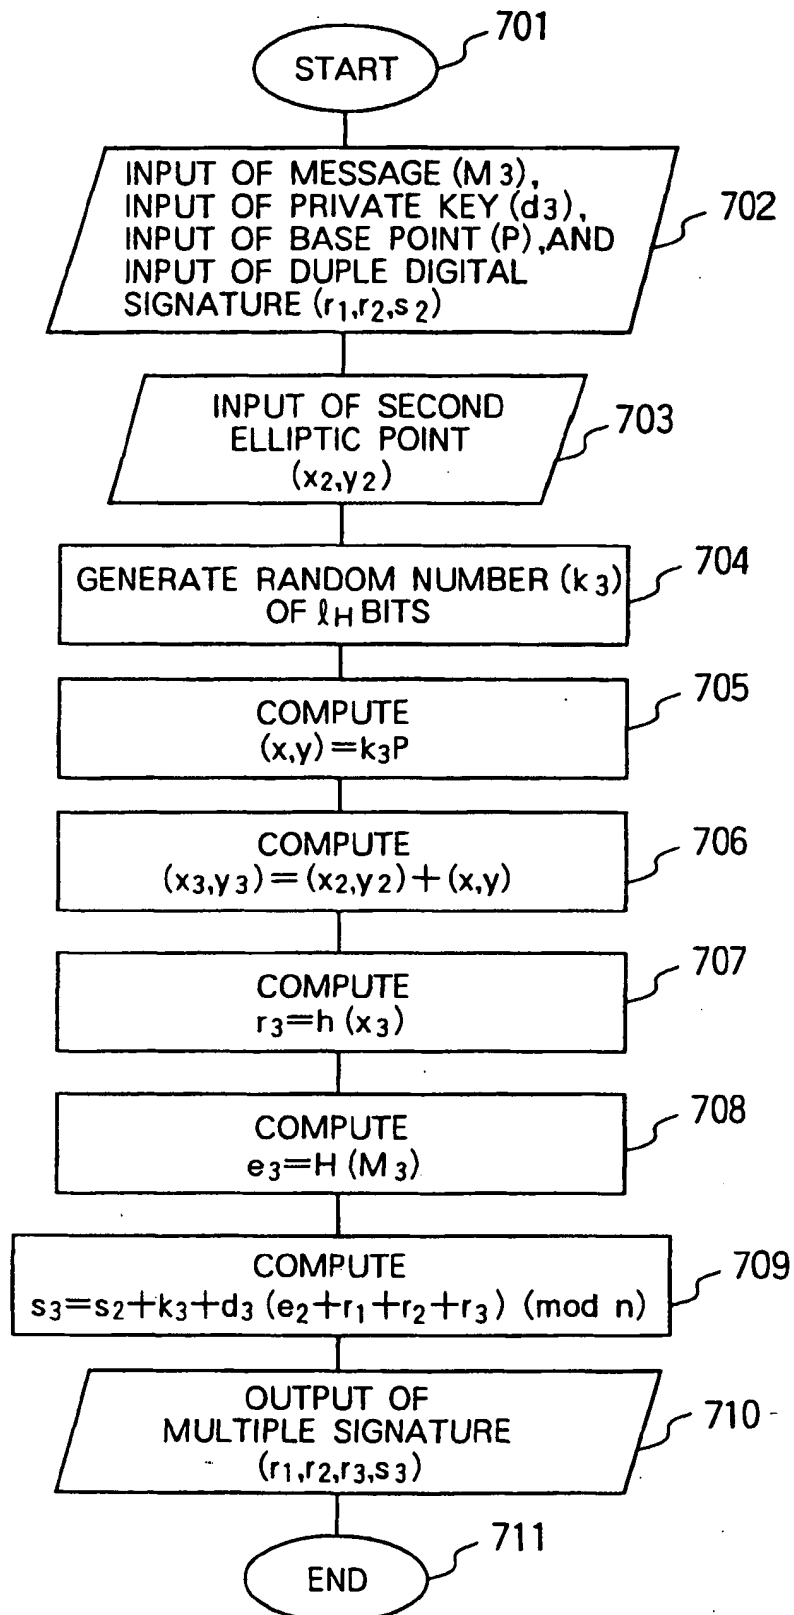 701
START
INPUT OF MESSAGE (M3),
INPUT OF PRIVATE KEY (d3),
INPUT OF BASE POINT (P), AND
INPUT OF DUPLE DIGITAL
SIGNATURE (r1,r2,s2)
702
INPUT OF SECOND
ELLIPTIC POINT
(x2,y2)
703
GENERATE RANDOM NUMBER (k3)
OF ℓH BITS
704
COMPUTE
(x,y)=k3P
705
COMPUTE
(x3,y3)=(x2,y2)+(x,y)
706
COMPUTE
r3=h(x3)
707
COMPUTE
e3=H(M3)
708
COMPUTE
s3=s2+k3+d3 (e2+r1+r2+r3) (mod n)
709
OUTPUT OF
MULTIPLE SIGNATURE
(r1,r2,r3,s3)
710
END
711